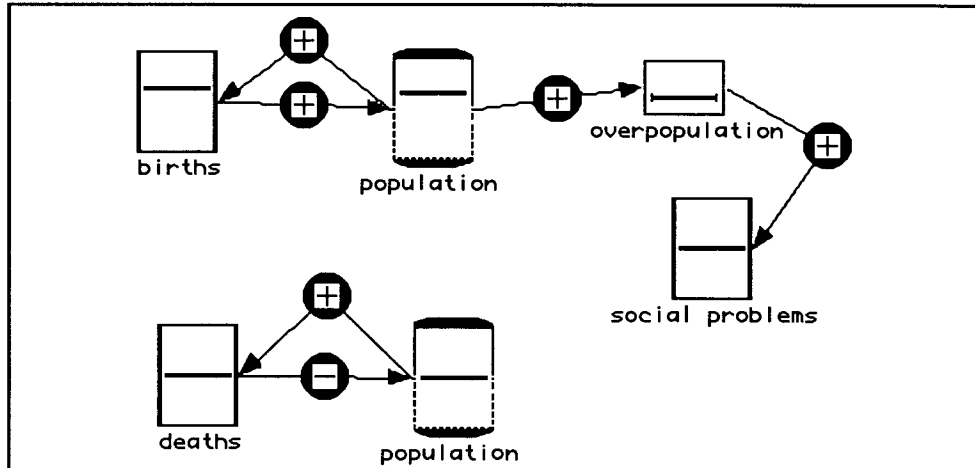 +
+
+
births
population
overpopulation
+
social problems
+
−
deaths
population